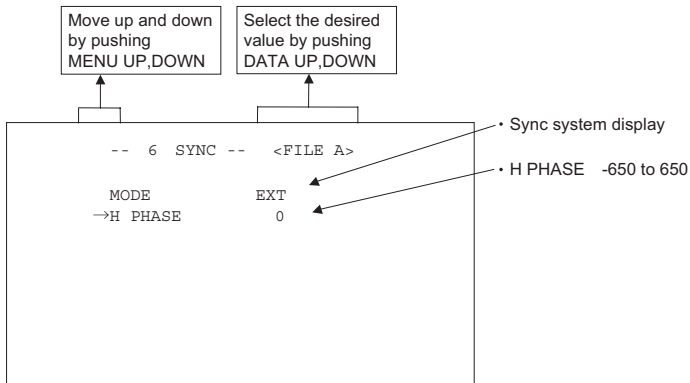 Move up and down
by pushing
MENU UP,DOWN
Select the desired
value by pushing
DATA UP,DOWN
-- 6 SYNC -- <FILE A>
MODE EXT
→H PHASE 0
• Sync system display
• H PHASE -650 to 650